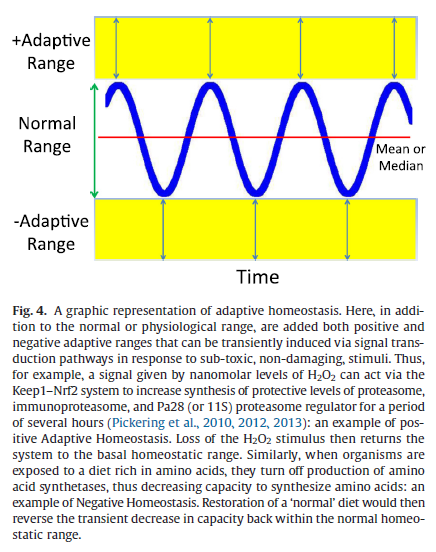 +Adaptive
Range
Normal
Range
Mean or
Median
-Adaptive
Range
Time
Fig. 4. A graphic representation of adaptive homeostasis. Here, in addi-
tion to the normal or physiological range, are added both positive and
negative adaptive ranges that can be transiently induced via signal trans-
duction pathways in response to sub-toxic, non-damaging, stimuli. Thus,
for example, a signal given by nanomolar levels of H₂O₂ can act via the
Keep1–Nrf2 system to increase synthesis of protective levels of proteasome,
immunoproteasome, and Pa28 (or 11S) proteasome regulator for a period
of several hours (Pickering et al., 2010, 2012, 2013): an example of pos-
itive Adaptive Homeostasis. Loss of the H₂O₂ stimulus then returns the
system to the basal homeostatic range. Similarly, when organisms are
exposed to a diet rich in amino acids, they turn off production of amino
acid synthetases, thus decreasing capacity to synthesize amino acids: an
example of Negative Homeostasis. Restoration of a ‘normal’ diet would then
reverse the transient decrease in capacity back within the normal homeo-
static range.